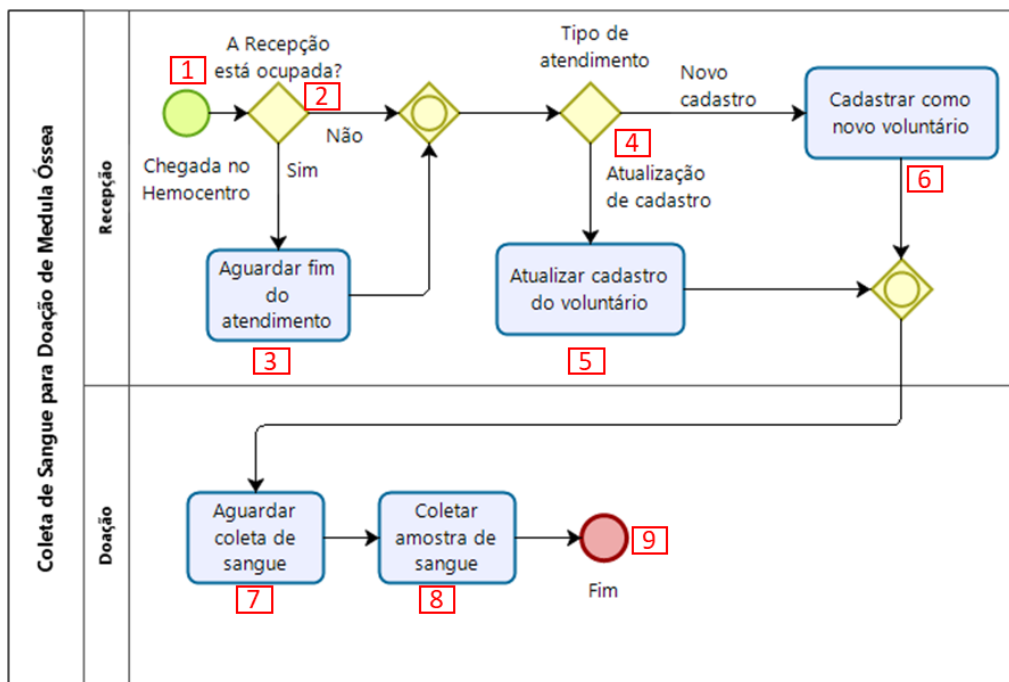 Coleta de Sangue para Doação de Medula Óssea
Recepção
1
A Recepção
está ocupada?
2
Chegada no
Hemocentro
Não
Sim
Aguardar fim
do
atendimento
3
Tipo de
atendimento
4
Novo
cadastro
Atualização
de cadastro
Cadastrar como
novo voluntário
6
Atualizar cadastro
do voluntário
5
Doação
Aguardar
coleta de
sangue
7
Coletar
amostra de
sangue
8
9
Fim